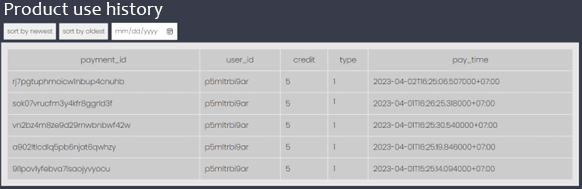 Product use history
sort by newest sort by oldest mm/dd/yyyy
payment_id user_id credit type pay_time
rj7pgtuphmoicwlnbup4cnuhb p5mltrbi9ar 5 1 2023-04-02T16:25:06.507000+07:00
sok07vrucfm3y4kfr8ggrld3f p5mltrbi9ar 5 1 2023-04-01T16:26:25.318000+07:00
vn2bz4m8ze9d29mwbnbwf42w p5mltrbi9ar 5 1 2023-04-01T16:25:30.540000+07:00
a902ltlcdlq5pb6njot6qwhzy p5mltrbi9ar 5 1 2023-04-01T16:25:19.846000+07:00
911pov1yfebva7lsaojyvyocu p5mltrbi9ar 5 1 2023-04-01T15:25:14.094000+07:00